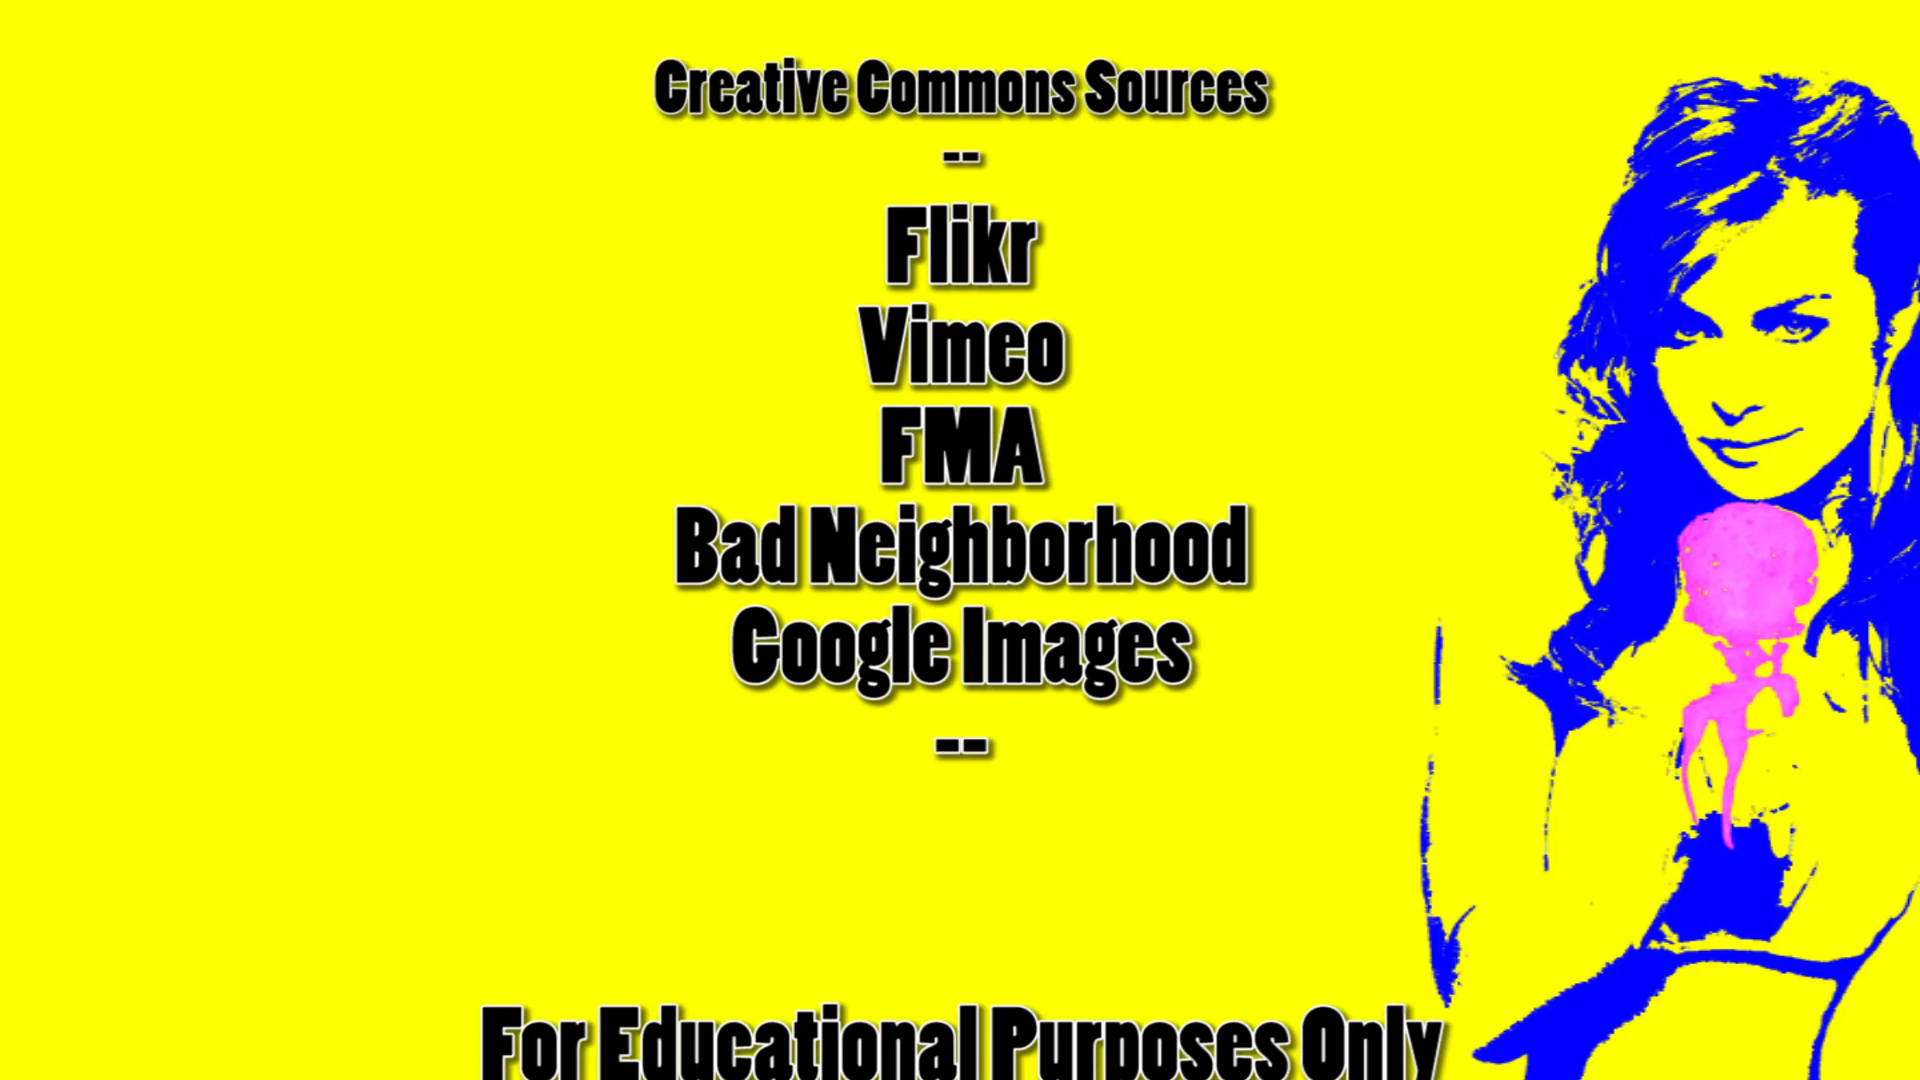 Creative Commons Sources
--
Flikr
Vimeo
FMA
Bad Neighborhood
Google Images
--
For Educational Purposes Only